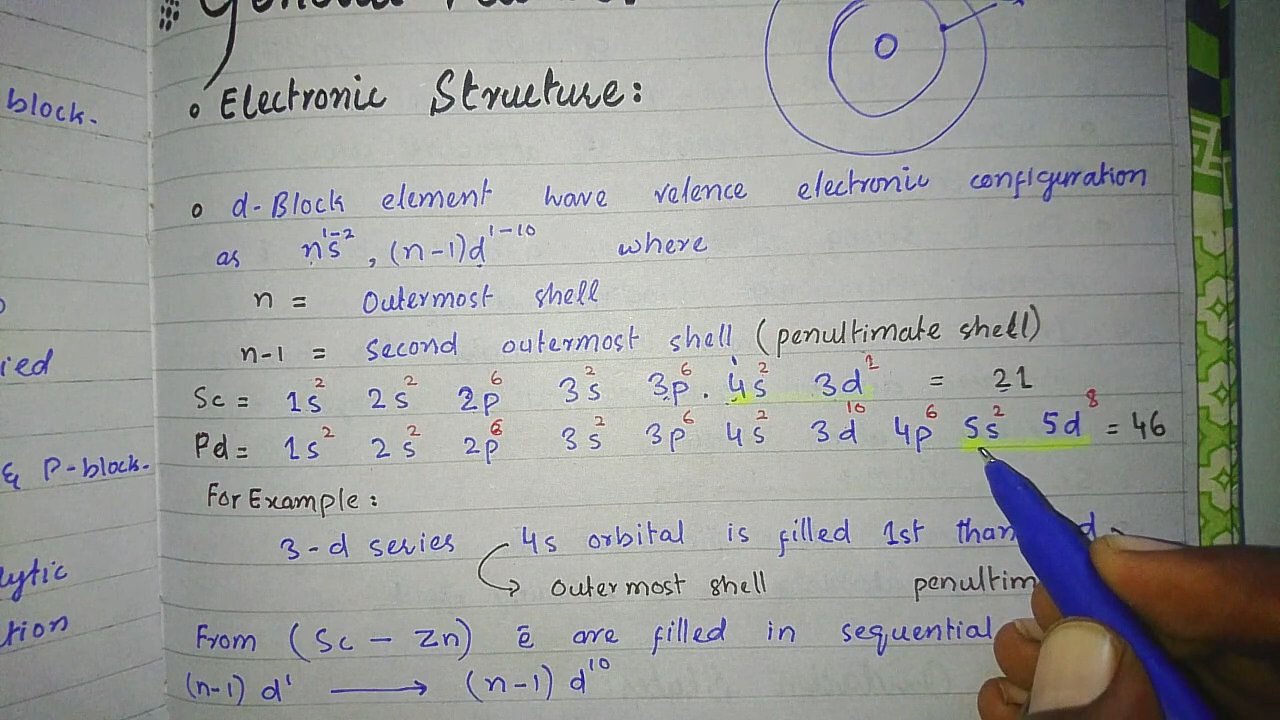 block.
• Electronic Structure:
o d-Block element have valence electronic configuration
as ns¹⁻², (n-1)d¹⁻¹⁰ where
n = outermost shell
n-1 = second outermost shell (penultimate shell)
Sc = 1s² 2s² 2p⁶ 3s² 3p⁶. 4s² 3d¹ = 21
Pd = 1s² 2s² 2p⁶ 3s² 3p⁶ 4s² 3d¹⁰ 4p⁶ 5s² 5d⁸ = 46
ied
& P-block.
For Example:
3-d series 4s orbital is filled 1st than d
outermost shell penultim
lytic
tion
From (Sc - Zn) ē are filled in sequential
(n-1) d¹ ⟶ (n-1) d¹⁰